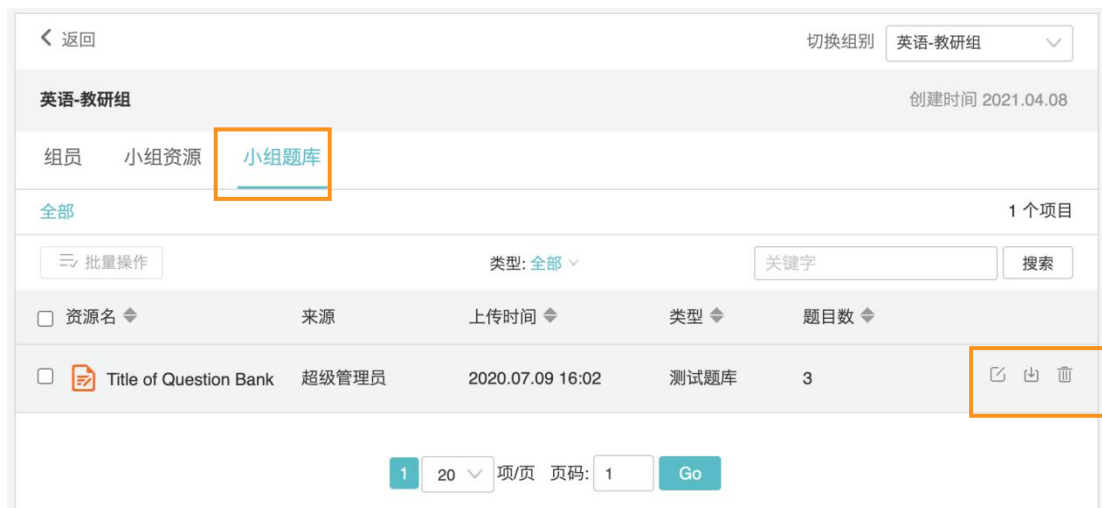 返回 切换组别 英语-教研组
英语-教研组 创建时间 2021.04.08
组员 小组资源 小组题库
全部 1 个项目
批量操作 类型: 全部 关键字 搜索
资源名 来源 上传时间 类型 题目数
Title of Question Bank 超级管理员 2020.07.09 16:02 测试题库 3
1 20 项/页 页码: 1 Go